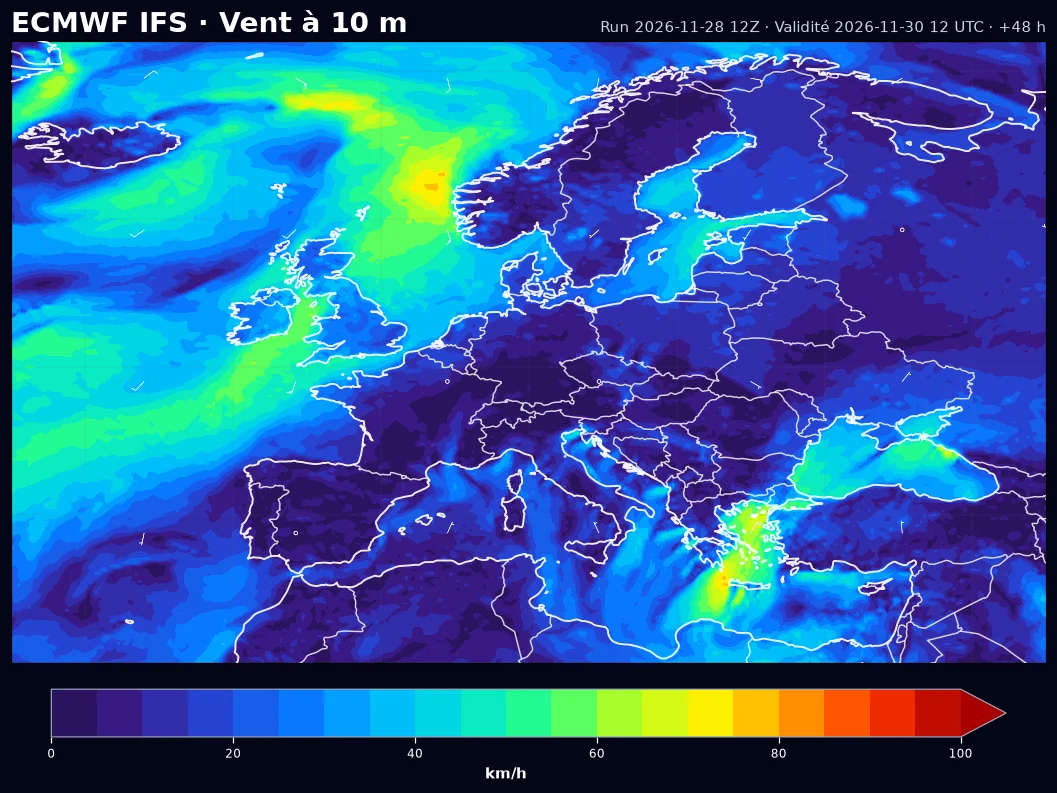 ECMWF IFS · Vent à 10 m
Run 2026-11-28 12Z · Validité 2026-11-30 12 UTC · +48 h
0 20 40 60 80 100
km/h